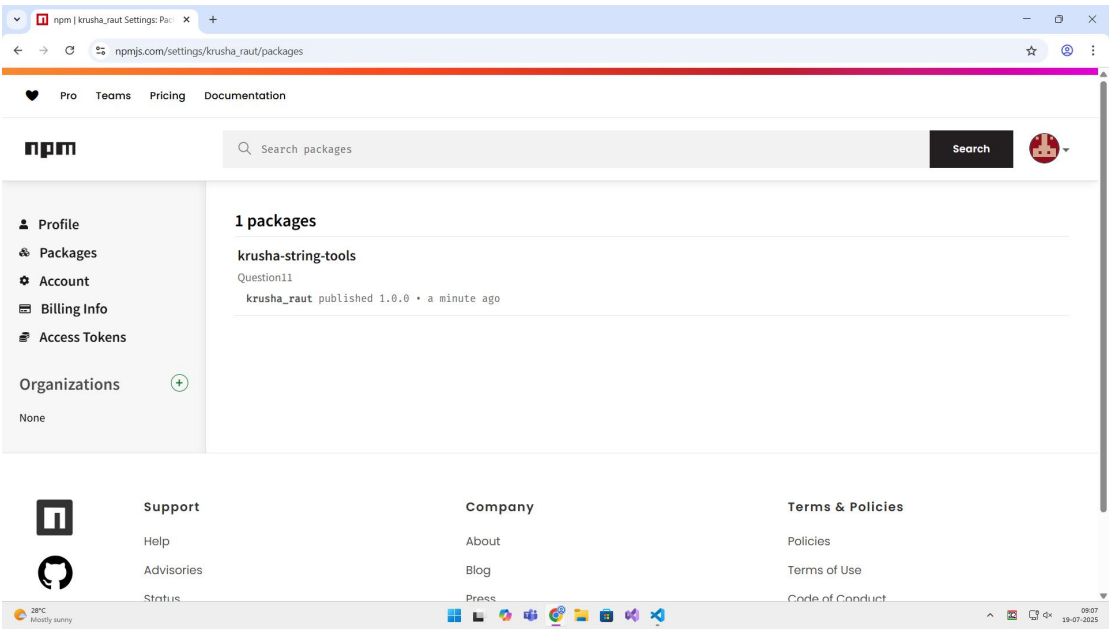 npm | krusha_raut Settings: Pac
npmjs.com/settings/krusha_raut/packages
Pro Teams Pricing Documentation
npm
Search packages
Search
Profile
Packages
Account
Billing Info
Access Tokens
Organizations
None
1 packages
krusha-string-tools
Question11
krusha_raut published 1.0.0 • a minute ago
Support
Help
Advisories
Status
Company
About
Blog
Press
Terms & Policies
Policies
Terms of Use
Code of Conduct
28°C
Mostly sunny
09:07
19-07-2025